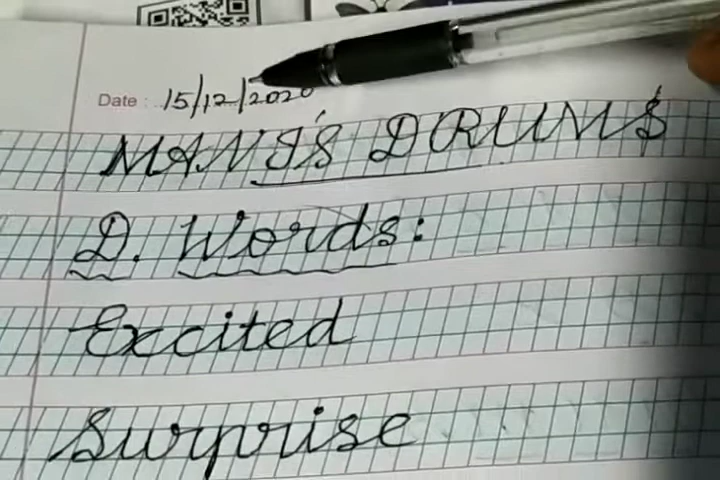 Date : 15/12/2020
MANI'S DRUMS
D. Words:
Excited
Surprise